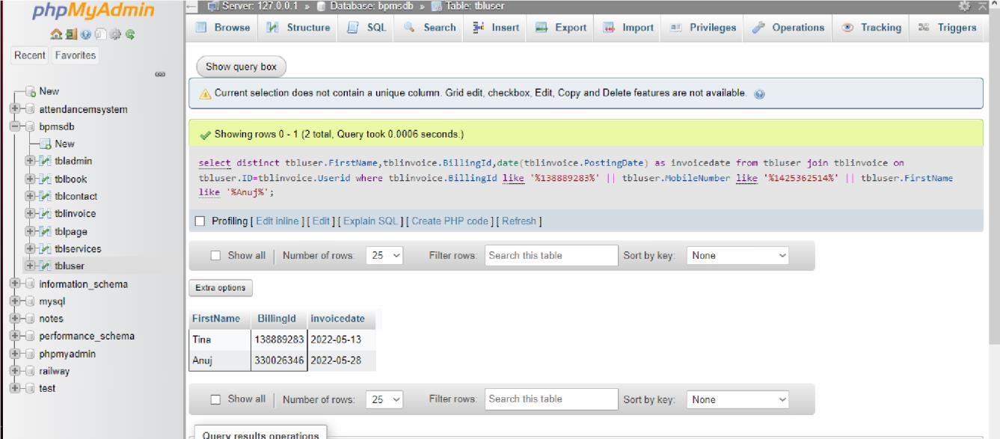 phpMyAdmin
Recent Favorites
New
attendancemsystem
bpmsdb
New
tbladmin
tblbook
tblcontact
tblinvoice
tblpage
tblservices
tbluser
information_schema
mysql
notes
performance_schema
phpmyadmin
railway
test
Server: 127.0.0.1 » Database: bpmsdb » Table: tbluser
Browse Structure SQL Search Insert Export Import Privileges Operations Tracking Triggers
Show query box
Current selection does not contain a unique column. Grid edit, checkbox, Edit, Copy and Delete features are not available.
Showing rows 0 - 1 (2 total, Query took 0.0006 seconds.)
select distinct tbluser.FirstName,tblinvoice.BillingId,date(tblinvoice.PostingDate) as invoicedate from tbluser join tblinvoice on
tbluser.ID=tblinvoice.Userid where tblinvoice.BillingId like '%138889283%' || tbluser.MobileNumber like '%1425362514%' || tbluser.FirstName
like '%Anuj%';
Profiling [ Edit inline ] [ Edit ] [ Explain SQL ] [ Create PHP code ] [ Refresh ]
Show all Number of rows: 25 Filter rows: Search this table Sort by key: None
Extra options
FirstName BillingId invoicedate
Tina 138889283 2022-05-13
Anuj 330026346 2022-05-28
Show all Number of rows: 25 Filter rows: Search this table Sort by key: None
Query results operations